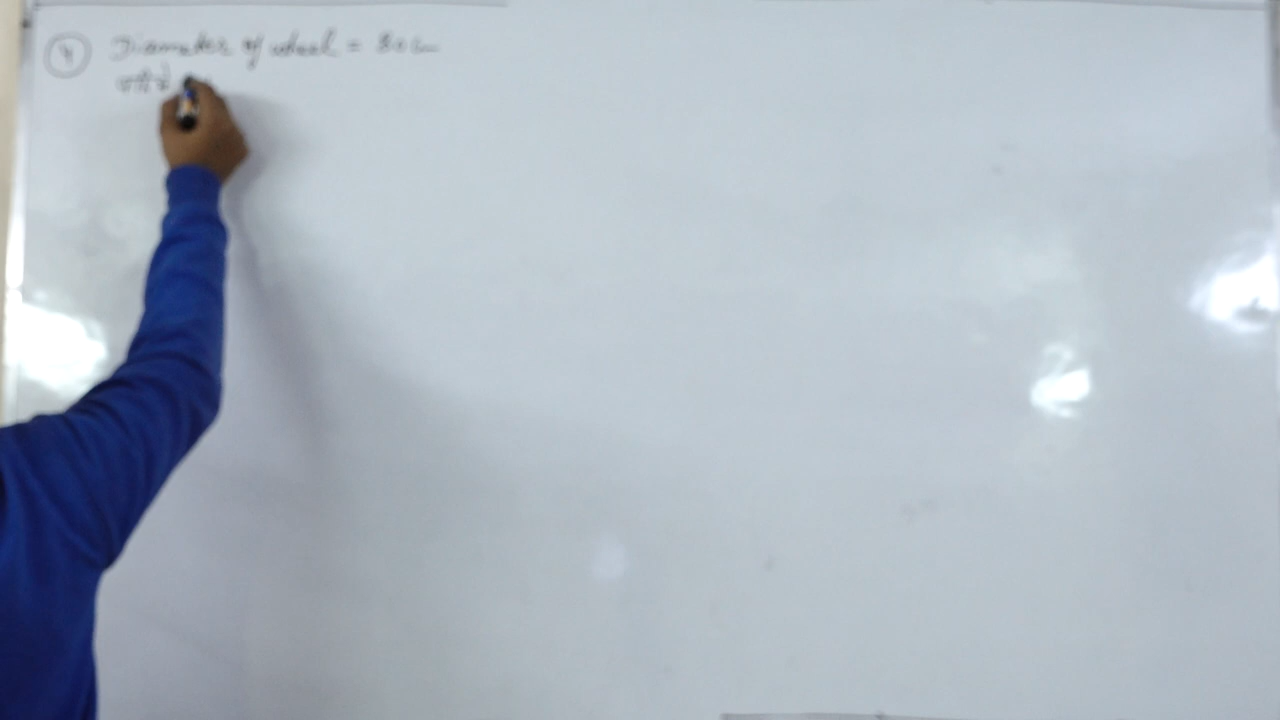 ④ Diameter of wheel = 80 cm